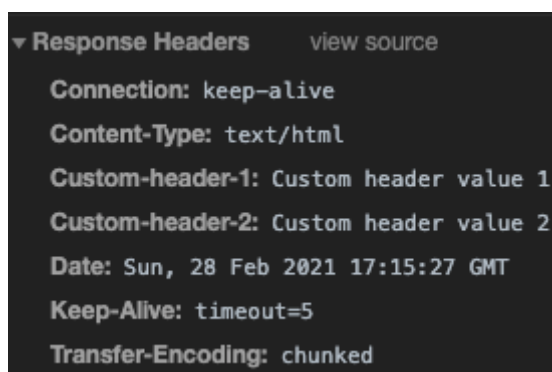 Response Headers view source
Connection: keep-alive
Content-Type: text/html
Custom-header-1: Custom header value 1
Custom-header-2: Custom header value 2
Date: Sun, 28 Feb 2021 17:15:27 GMT
Keep-Alive: timeout=5
Transfer-Encoding: chunked